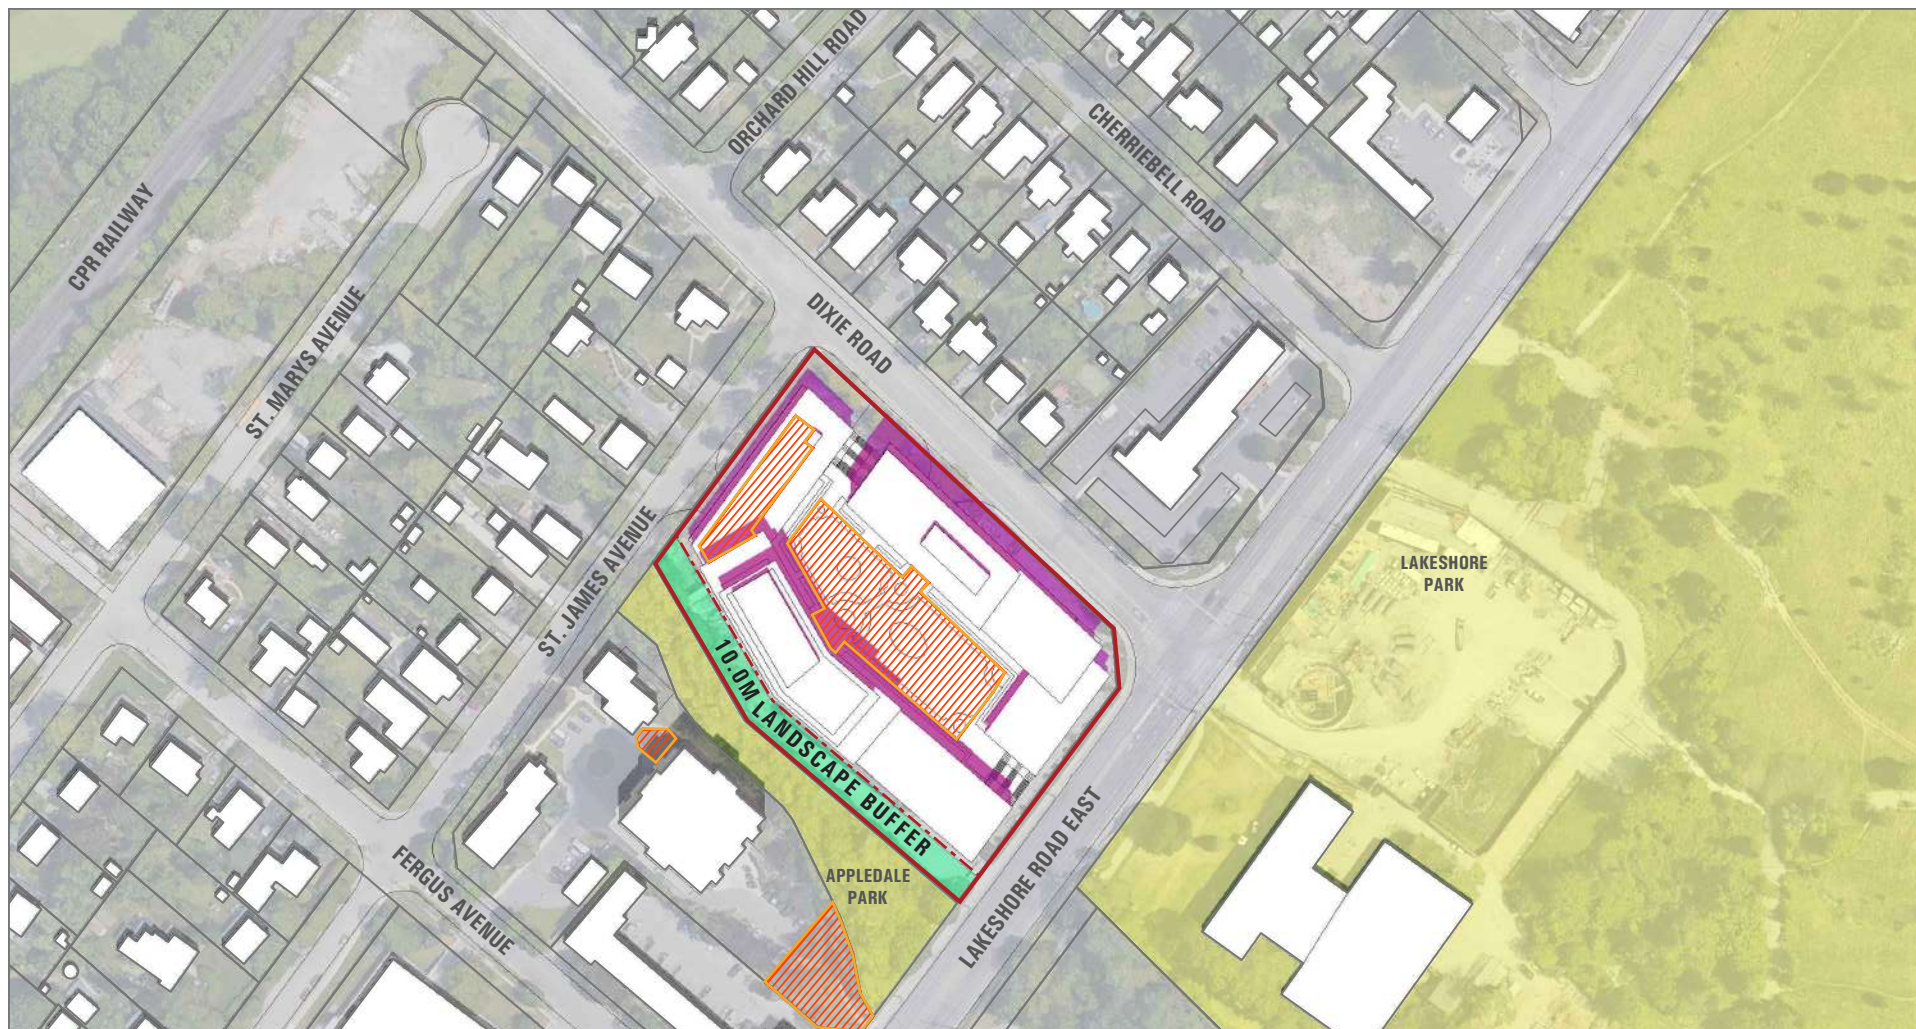 ORCHARD HILL ROAD
CHERRIEBELL ROAD
CPR RAILWAY
ST. MARYS AVENUE
DIXIE ROAD
ST. JAMES AVENUE
LAKESHORE
PARK
10.0M LANDSCAPE BUFFER
FERGUS AVENUE
APPLEDALE
PARK
LAKESHORE ROAD EAST